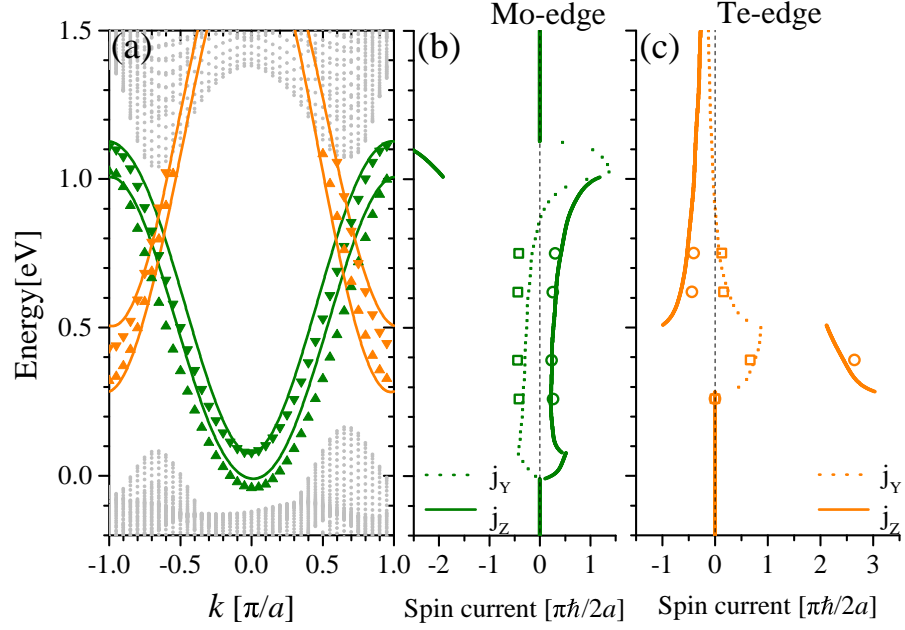 Mo-edge
Te-edge
(a)
(b)
(c)
1.5
1.0
0.5
0.0
Energy[eV]
j_Y
j_Z
j_Y
j_Z
-1.0
-0.5
0.0
0.5
1.0
-2
-1
0
1
-1
0
1
2
3
k [π/a]
Spin current [πℏ/2a]
Spin current [πℏ/2a]